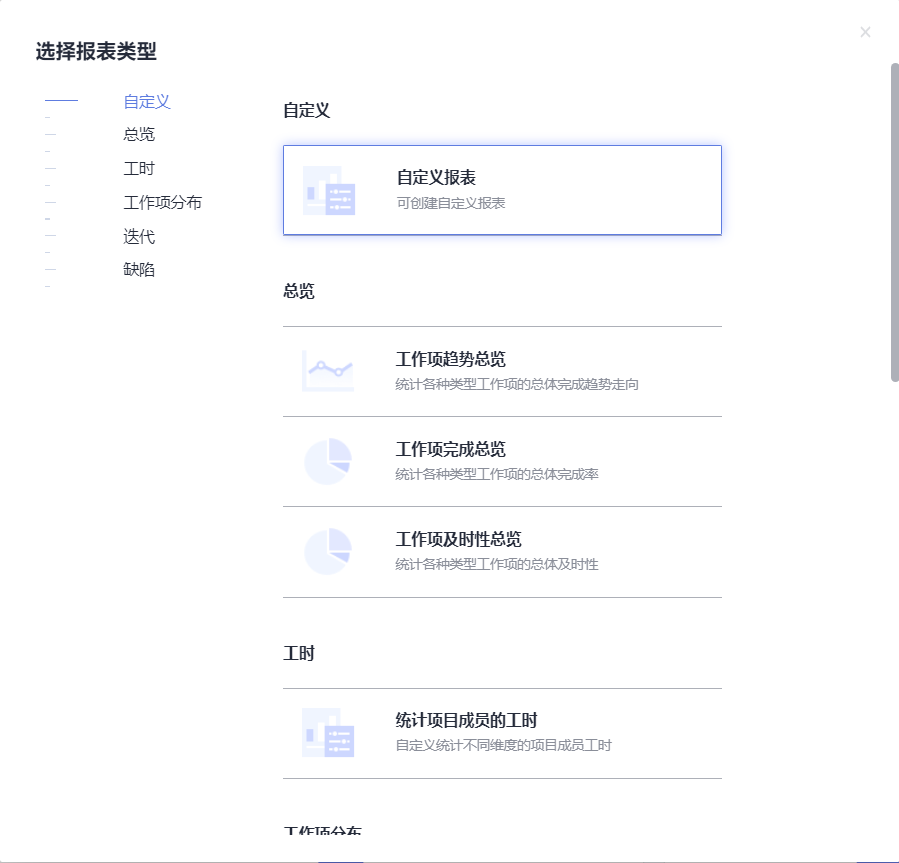 选择报表类型
自定义
总览
工时
工作项分布
迭代
缺陷
自定义
自定义报表
可创建自定义报表
总览
工作项趋势总览
统计各种类型工作项的总体完成趋势走向
工作项完成总览
统计各种类型工作项的总体完成率
工作项及时性总览
统计各种类型工作项的总体及时性
工时
统计项目成员的工时
自定义统计不同维度的项目成员工时
工作项分布